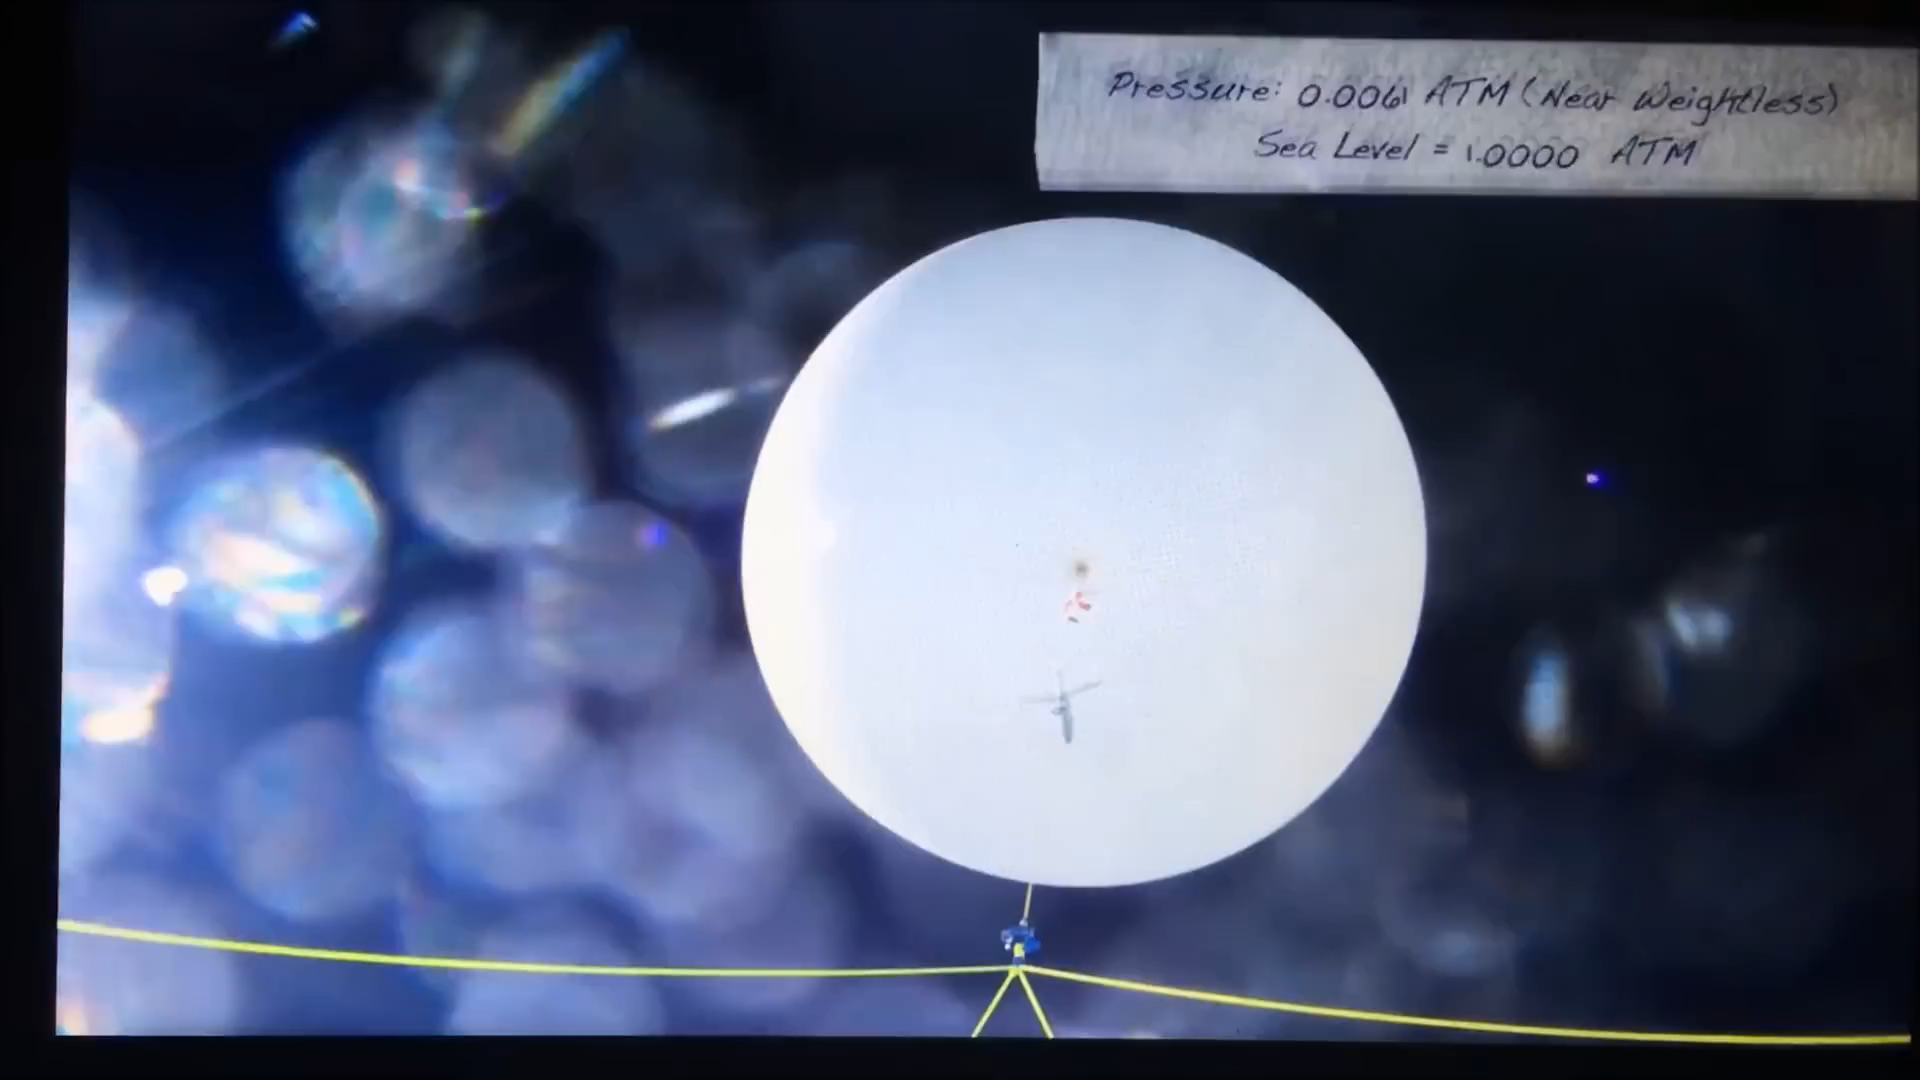 Pressure: 0.0061 ATM (Near Weightless)
Sea Level = 1.0000 ATM